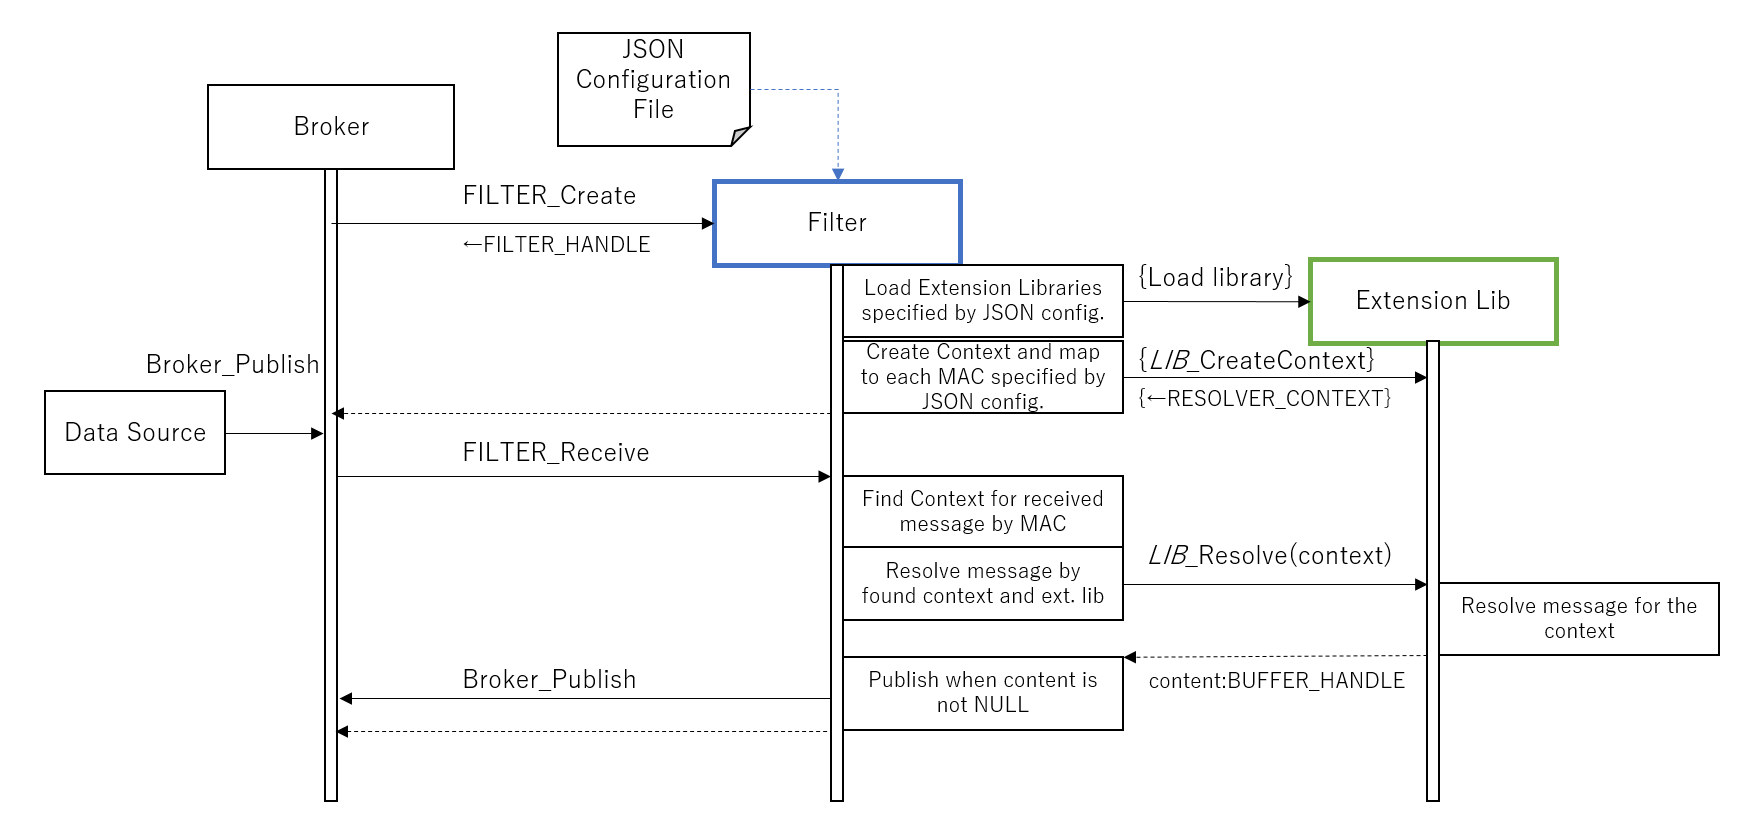 JSON
Configuration
File
Broker
FILTER_Create
←FILTER_HANDLE
Filter
Load Extension Libraries
specified by JSON config.
{Load library}
Extension Lib
Create Context and map
to each MAC specified by
JSON config.
{LIB_CreateContext}
{←RESOLVER_CONTEXT}
Broker_Publish
Data Source
FILTER_Receive
Find Context for received
message by MAC
Resolve message by
found context and ext. lib
LIB_Resolve(context)
Resolve message for the
context
Broker_Publish
Publish when content is
not NULL
content:BUFFER_HANDLE